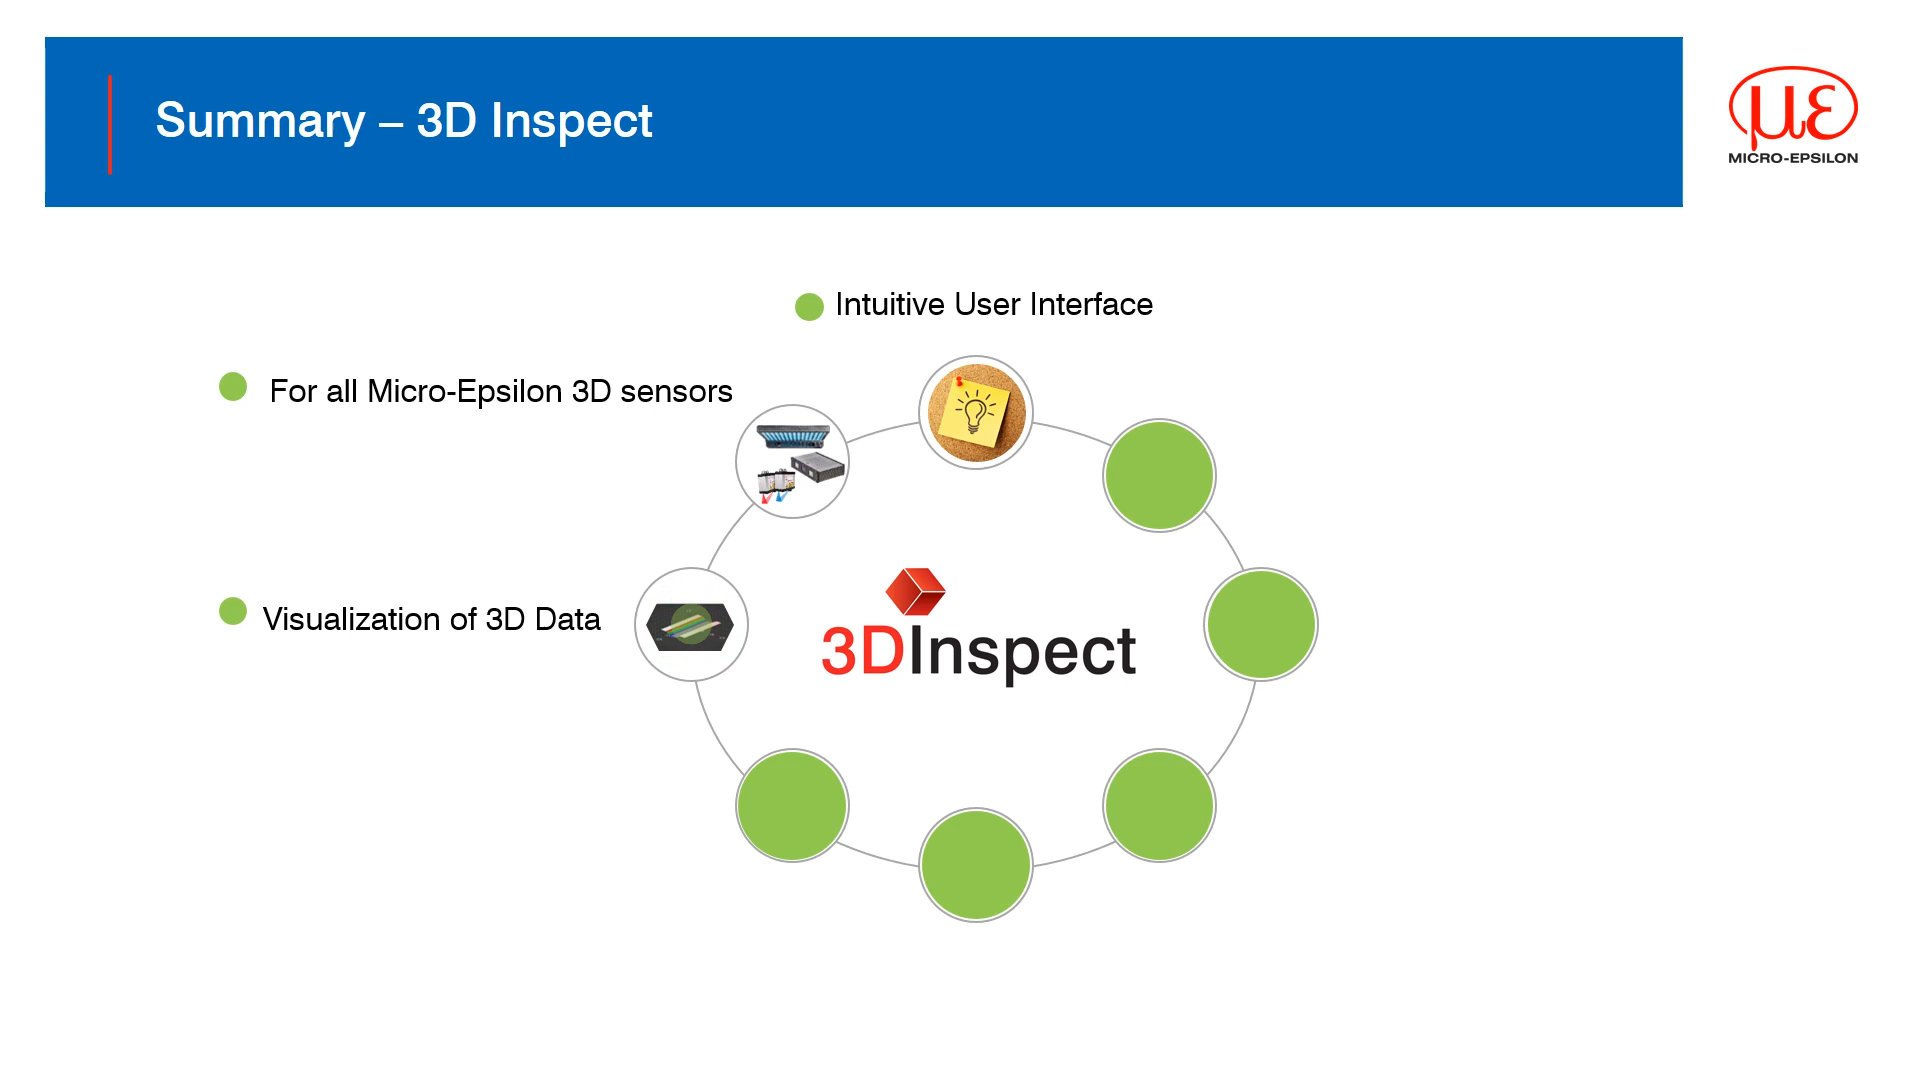 Summary – 3D Inspect
µε
MICRO-EPSILON
Intuitive User Interface
For all Micro-Epsilon 3D sensors
Visualization of 3D Data
3DInspect